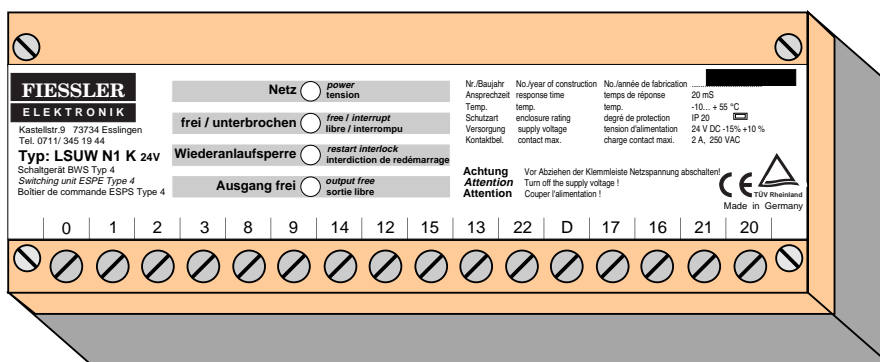 FIESSLER
ELEKTRONIK
Kastellstr.9 73734 Esslingen
Tel. 0711/ 345 19 44
Typ: LSUW N1 K 24V
Schaltgerät BWS Typ 4
Switching unit ESPE Type 4
Boîtier de commande ESPS Type 4
Netz power
tension
frei / unterbrochen free / interrupt
libre / interrompu
Wiederanlaufsperre restart interlock
interdiction de redémarrage
Ausgang frei output free
sortie libre
Nr./Baujahr No./year of construction No./année de fabrication
Ansprechzeit response time temps de réponse 20 mS
Temp. temp. temp. -10... + 55 °C
Schutzart enclosure rating degré de protection IP 20
Versorgung supply voltage tension d'alimentation 24 V DC -15% +10 %
Kontaktbel. contact max. charge contact maxi. 2 A, 250 VAC
Achtung Vor Abziehen der Klemmleiste Netzspannung abschalten!
Attention Turn off the supply voltage !
Attention Couper l'alimentation !
CE
TÜV Rheinland
Made in Germany
0 1 2 3 8 9 14 12 15 13 22 D 17 16 21 20